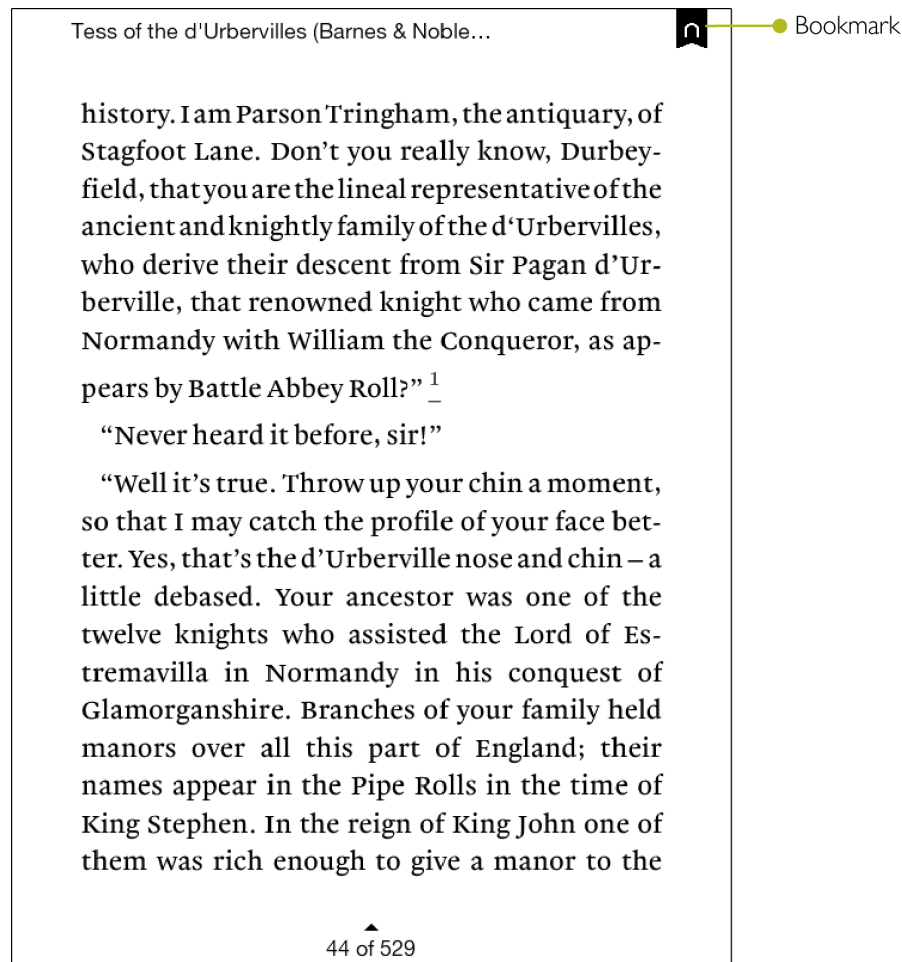 Tess of the d'Urbervilles (Barnes & Noble…
Bookmark
history. I am Parson Tringham, the antiquary, of
Stagfoot Lane. Don’t you really know, Durbey-
field, that you are the lineal representative of the
ancient and knightly family of the d‘Urbervilles,
who derive their descent from Sir Pagan d’Ur-
berville, that renowned knight who came from
Normandy with William the Conqueror, as ap-
pears by Battle Abbey Roll?” 1
“Never heard it before, sir!”
“Well it’s true. Throw up your chin a moment,
so that I may catch the profile of your face bet-
ter. Yes, that’s the d’Urberville nose and chin – a
little debased. Your ancestor was one of the
twelve knights who assisted the Lord of Es-
tremavilla in Normandy in his conquest of
Glamorganshire. Branches of your family held
manors over all this part of England; their
names appear in the Pipe Rolls in the time of
King Stephen. In the reign of King John one of
them was rich enough to give a manor to the
44 of 529